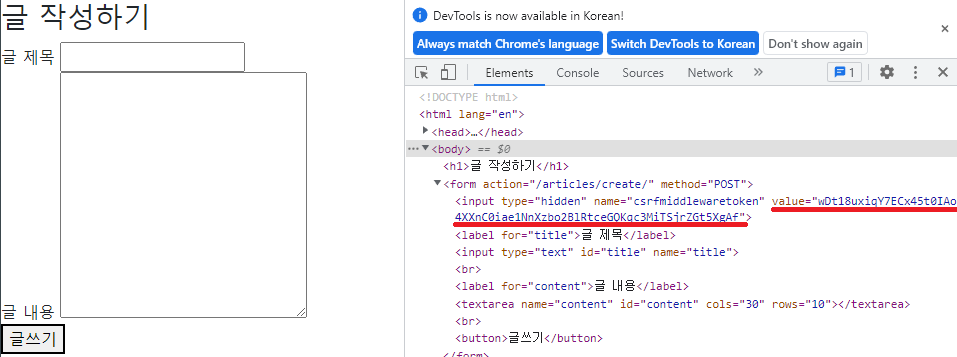 글 작성하기
글 제목
글 내용
글쓰기
DevTools is now available in Korean!
Always match Chrome's language
Switch DevTools to Korean
Don't show again
Elements
Console
Sources
Network
1
<!DOCTYPE html>
<html lang="en">
<head>…</head>
<body> == $0
<h1>글 작성하기</h1>
<form action="/articles/create/" method="POST">
<input type="hidden" name="csrfmiddlewaretoken" value="wDt18uxiqY7ECx45t0IAo
4XXnC0iae1NnXzbo2BlRtceGQKqc3MiTSjrZGt5XgAf">
<label for="title">글 제목</label>
<input type="text" id="title" name="title">
<br>
<label for="content">글 내용</label>
<textarea name="content" id="content" cols="30" rows="10"></textarea>
<br>
<button>글쓰기</button>
</form>